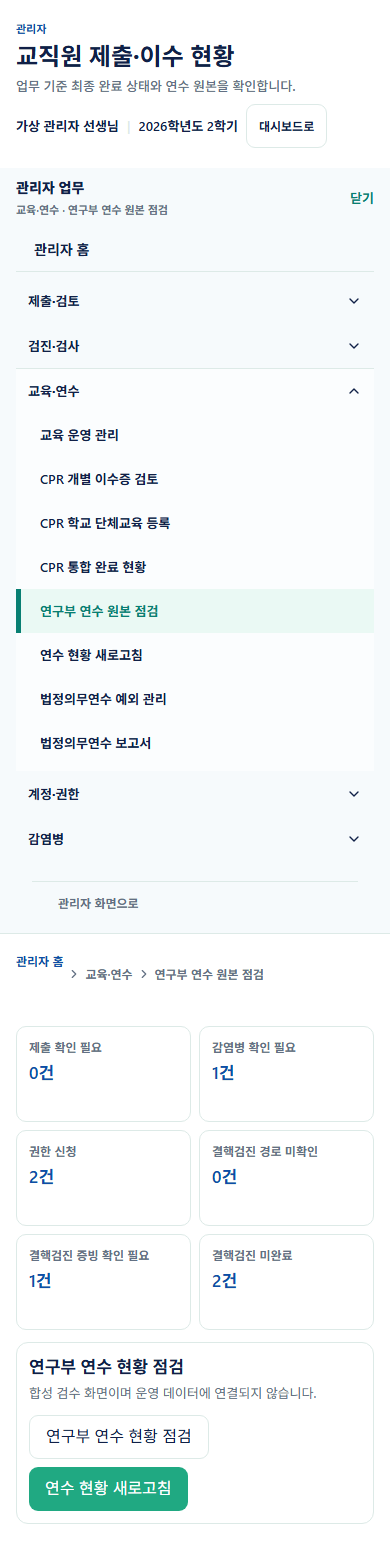 관리자
교직원 제출·이수 현황
업무 기준 최종 완료 상태와 연수 원본을 확인합니다.
가상 관리자 선생님 | 2026학년도 2학기 대시보드로
관리자 업무
교육·연수 · 연구부 연수 원본 점검
닫기
관리자 홈
제출·검토
검진·검사
교육·연수
교육 운영 관리
CPR 개별 이수증 검토
CPR 학교 단체교육 등록
CPR 통합 완료 현황
연구부 연수 원본 점검
연수 현황 새로고침
법정의무연수 예외 관리
법정의무연수 보고서
계정·권한
감염병
관리자 화면으로
관리자 홈 > 교육·연수 > 연구부 연수 원본 점검
제출 확인 필요
0건
감염병 확인 필요
1건
권한 신청
2건
결핵검진 경로 미확인
0건
결핵검진 증빙 확인 필요
1건
결핵검진 미완료
2건
연구부 연수 현황 점검
합성 검수 화면이며 운영 데이터에 연결되지 않습니다.
연구부 연수 현황 점검
연수 현황 새로고침